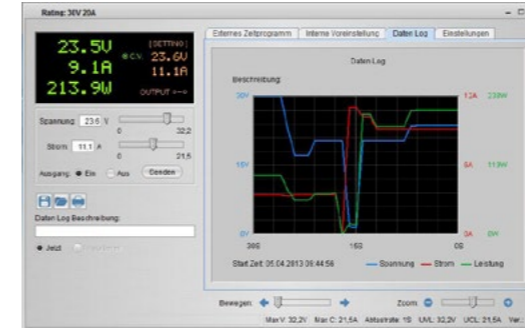 Rating: 36V 20A
23.5V
9.1A
213.9W
[SETTING]
C.V. 23.6V
11.1A
OUTPUT
Spannung 23.6 V
0 32,2
Strom 11.1 A
0 21,5
Ausgang: Ein Aus Senden
Daten Log Beschreibung:
Jetzt
Externes Zeitprogramm Interne Voreinstellung Daten Log Einstellungen
Daten Log
Beschreibung:
30V 12A 230W
15V 6A 113W
0V 0A 0W
30S 15S 0S
Start Zeit: 05.04.2013 08:44:56 Spannung Strom Leistung
Bewegen: Zoom
Max V: 32,2V Max C: 21,5A Abtastrate: 1S UVL: 32,2V UCL: 21,5A Ver.: